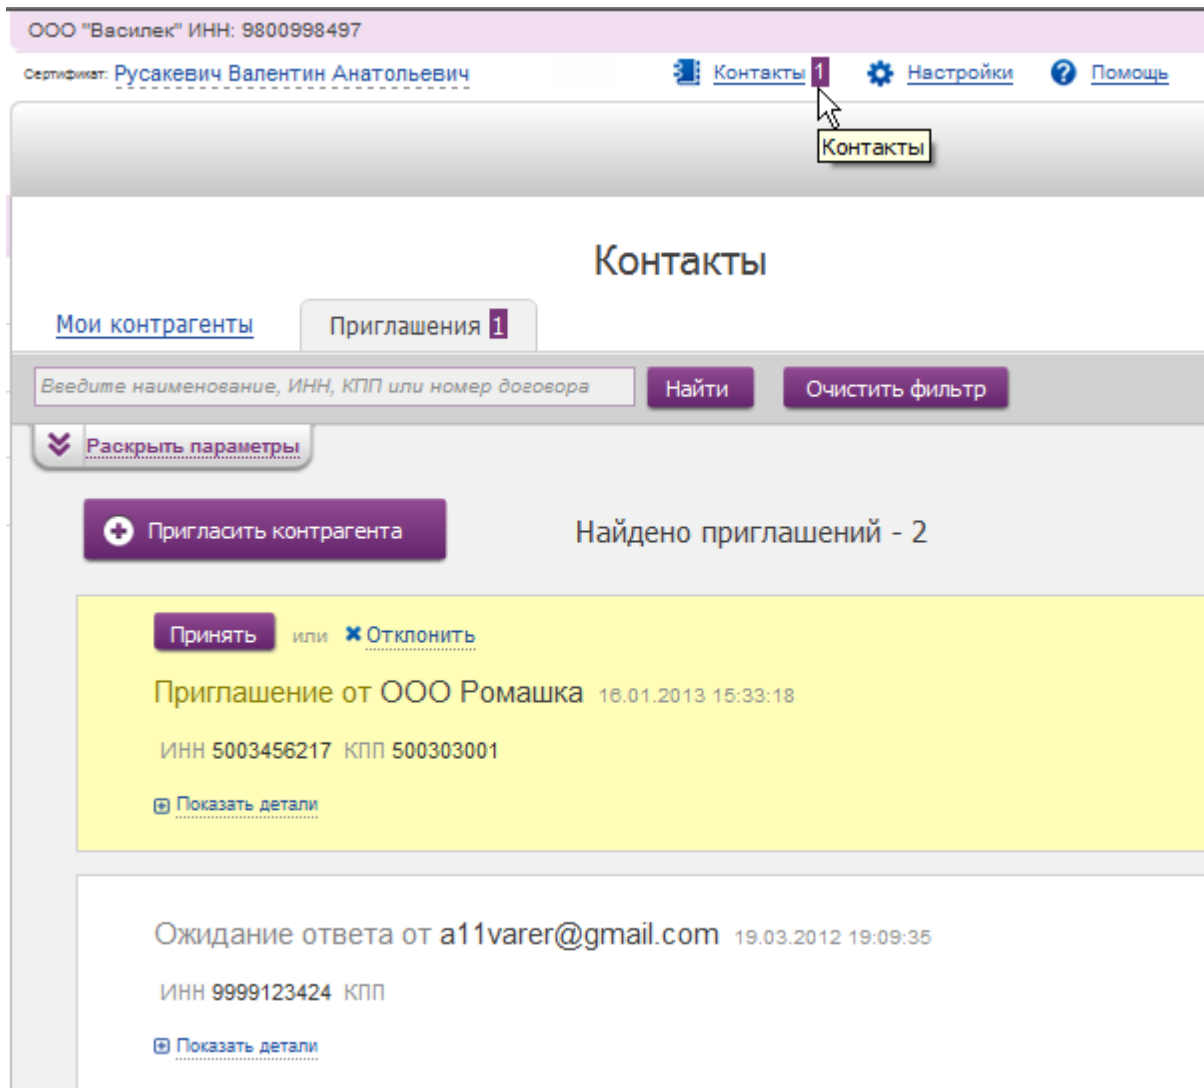 ООО "Василек" ИНН: 9800998497
Сертификат: Русакевич Валентин Анатольевич Контакты 1 Настройки Помощь
Контакты
Контакты
Мои контрагенты Приглашения 1
Введите наименование, ИНН, КПП или номер договора Найти Очистить фильтр
Раскрыть параметры
Пригласить контрагента Найдено приглашений - 2
Принять или Отклонить
Приглашение от ООО Ромашка 16.01.2013 15:33:18
ИНН 5003456217 КПП 500303001
Показать детали
Ожидание ответа от a11varer@gmail.com 19.03.2012 19:09:35
ИНН 9999123424 КПП
Показать детали